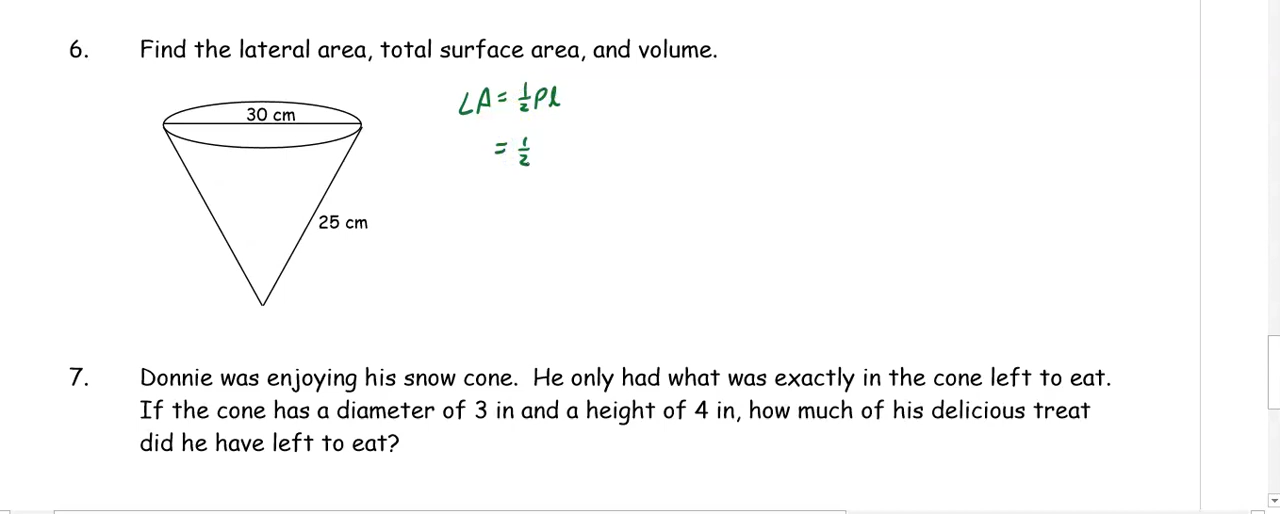 6. Find the lateral area, total surface area, and volume.
30 cm
LA = 1/2 Pl
= 1/2
25 cm
7. Donnie was enjoying his snow cone. He only had what was exactly in the cone left to eat.
If the cone has a diameter of 3 in and a height of 4 in, how much of his delicious treat
did he have left to eat?